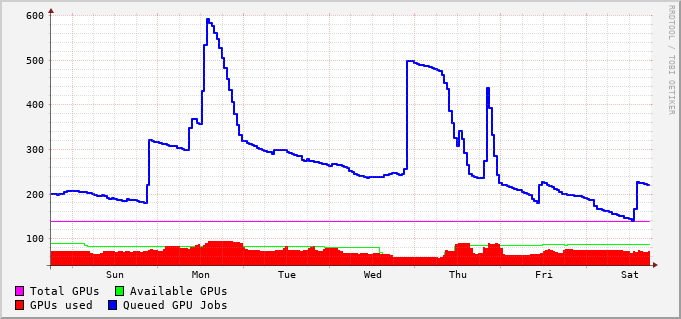 600
500
400
300
200
100
Sun Mon Tue Wed Thu Fri Sat
Total GPUs Available GPUs
GPUs used Queued GPU Jobs
RRDTOOL / TOBI OETIKER